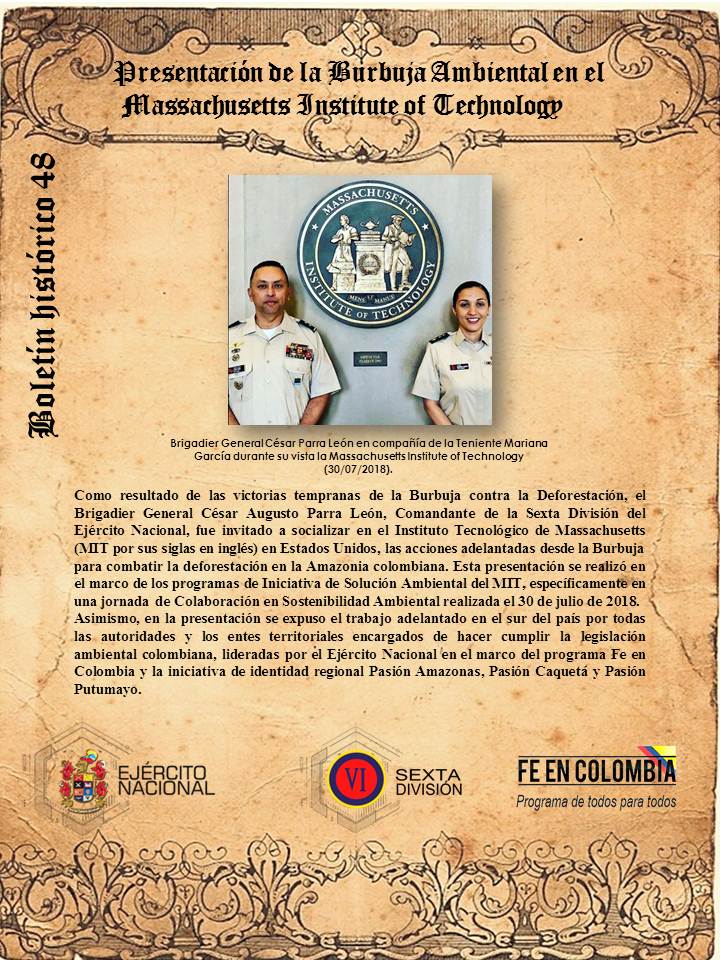 Presentación de la Burbuja Ambiental en el
Massachusetts Institute of Technology
Boletín histórico 48
MASSACHUSETTS
INSTITUTE OF TECHNOLOGY
MENS ET MANUS
Brigadier General César Parra León en compañía de la Teniente Mariana
García durante su vista la Massachusetts Institute of Technology
(30/07/2018).
Como resultado de las victorias tempranas de la Burbuja contra la Deforestación, el
Brigadier General César Augusto Parra León, Comandante de la Sexta División del
Ejército Nacional, fue invitado a socializar en el Instituto Tecnológico de Massachusetts
(MIT por sus siglas en inglés) en Estados Unidos, las acciones adelantadas desde la Burbuja
para combatir la deforestación en la Amazonia colombiana. Esta presentación se realizó en
el marco de los programas de Iniciativa de Solución Ambiental del MIT, específicamente en
una jornada de Colaboración en Sostenibilidad Ambiental realizada el 30 de julio de 2018.
Asimismo, en la presentación se expuso el trabajo adelantado en el sur del país por todas
las autoridades y los entes territoriales encargados de hacer cumplir la legislación
ambiental colombiana, lideradas por el Ejército Nacional en el marco del programa Fe en
Colombia y la iniciativa de identidad regional Pasión Amazonas, Pasión Caquetá y Pasión
Putumayo.
EJÉRCITO
NACIONAL
VI
SEXTA
DIVISIÓN
FE EN COLOMBIA
Programa de todos para todos